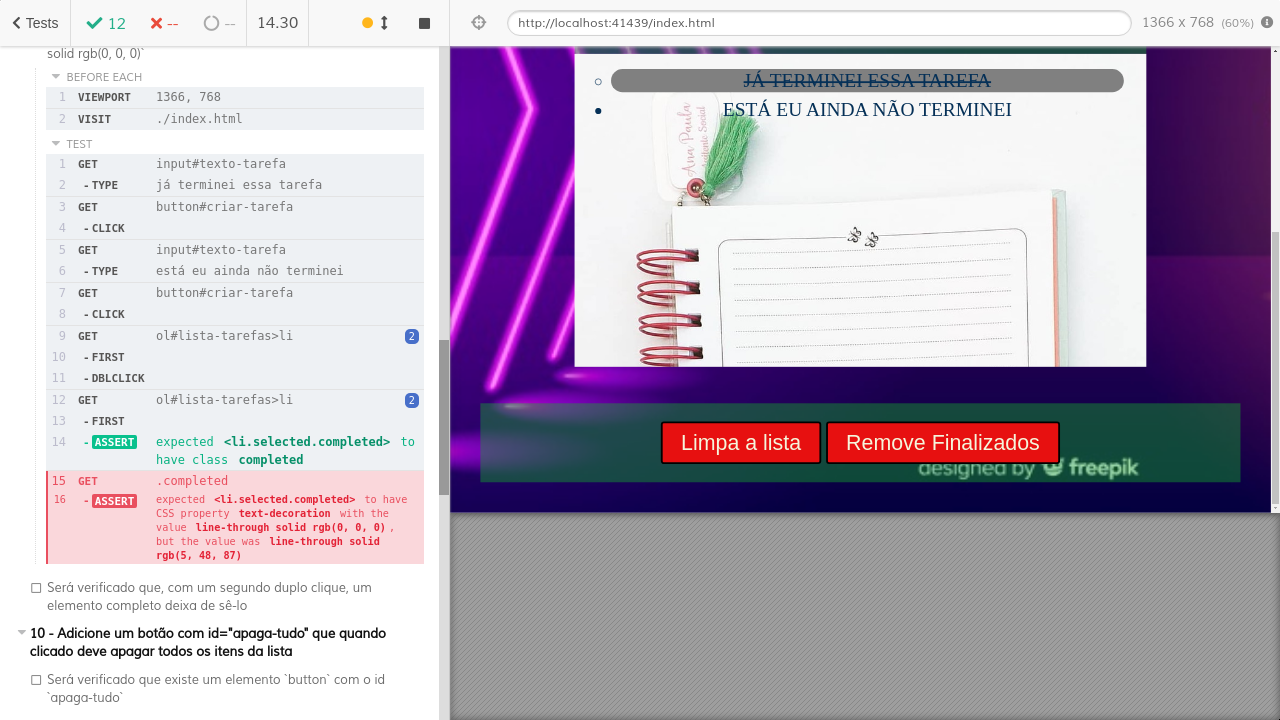 Tests
12
--
--
14.30
http://localhost:41439/index.html
1366 x 768 (60%)
solid rgb(0, 0, 0)`
BEFORE EACH
1 VIEWPORT 1366, 768
2 VISIT ./index.html
TEST
1 GET input#texto-tarefa
2 -TYPE já terminei essa tarefa
3 GET button#criar-tarefa
4 -CLICK
5 GET input#texto-tarefa
6 -TYPE está eu ainda não terminei
7 GET button#criar-tarefa
8 -CLICK
9 GET ol#lista-tarefas>li 2
10 -FIRST
11 -DBLCLICK
12 GET ol#lista-tarefas>li 2
13 -FIRST
14 -ASSERT expected <li.selected.completed> to
have class completed
15 GET .completed
16 -ASSERT expected <li.selected.completed> to have
CSS property text-decoration with the
value line-through solid rgb(0, 0, 0) ,
but the value was line-through solid
rgb(5, 48, 87)
Será verificado que, com um segundo duplo clique, um
elemento completo deixa de sê-lo
10 - Adicione um botão com id="apaga-tudo" que quando
clicado deve apagar todos os itens da lista
Será verificado que existe um elemento `button` com o id
`apaga-tudo`
JÁ TERMINEI ESSA TAREFA
ESTÁ EU AINDA NÃO TERMINEI
Ana Paula
Assistente Social
Limpa a lista
Remove Finalizados
designed by freepik